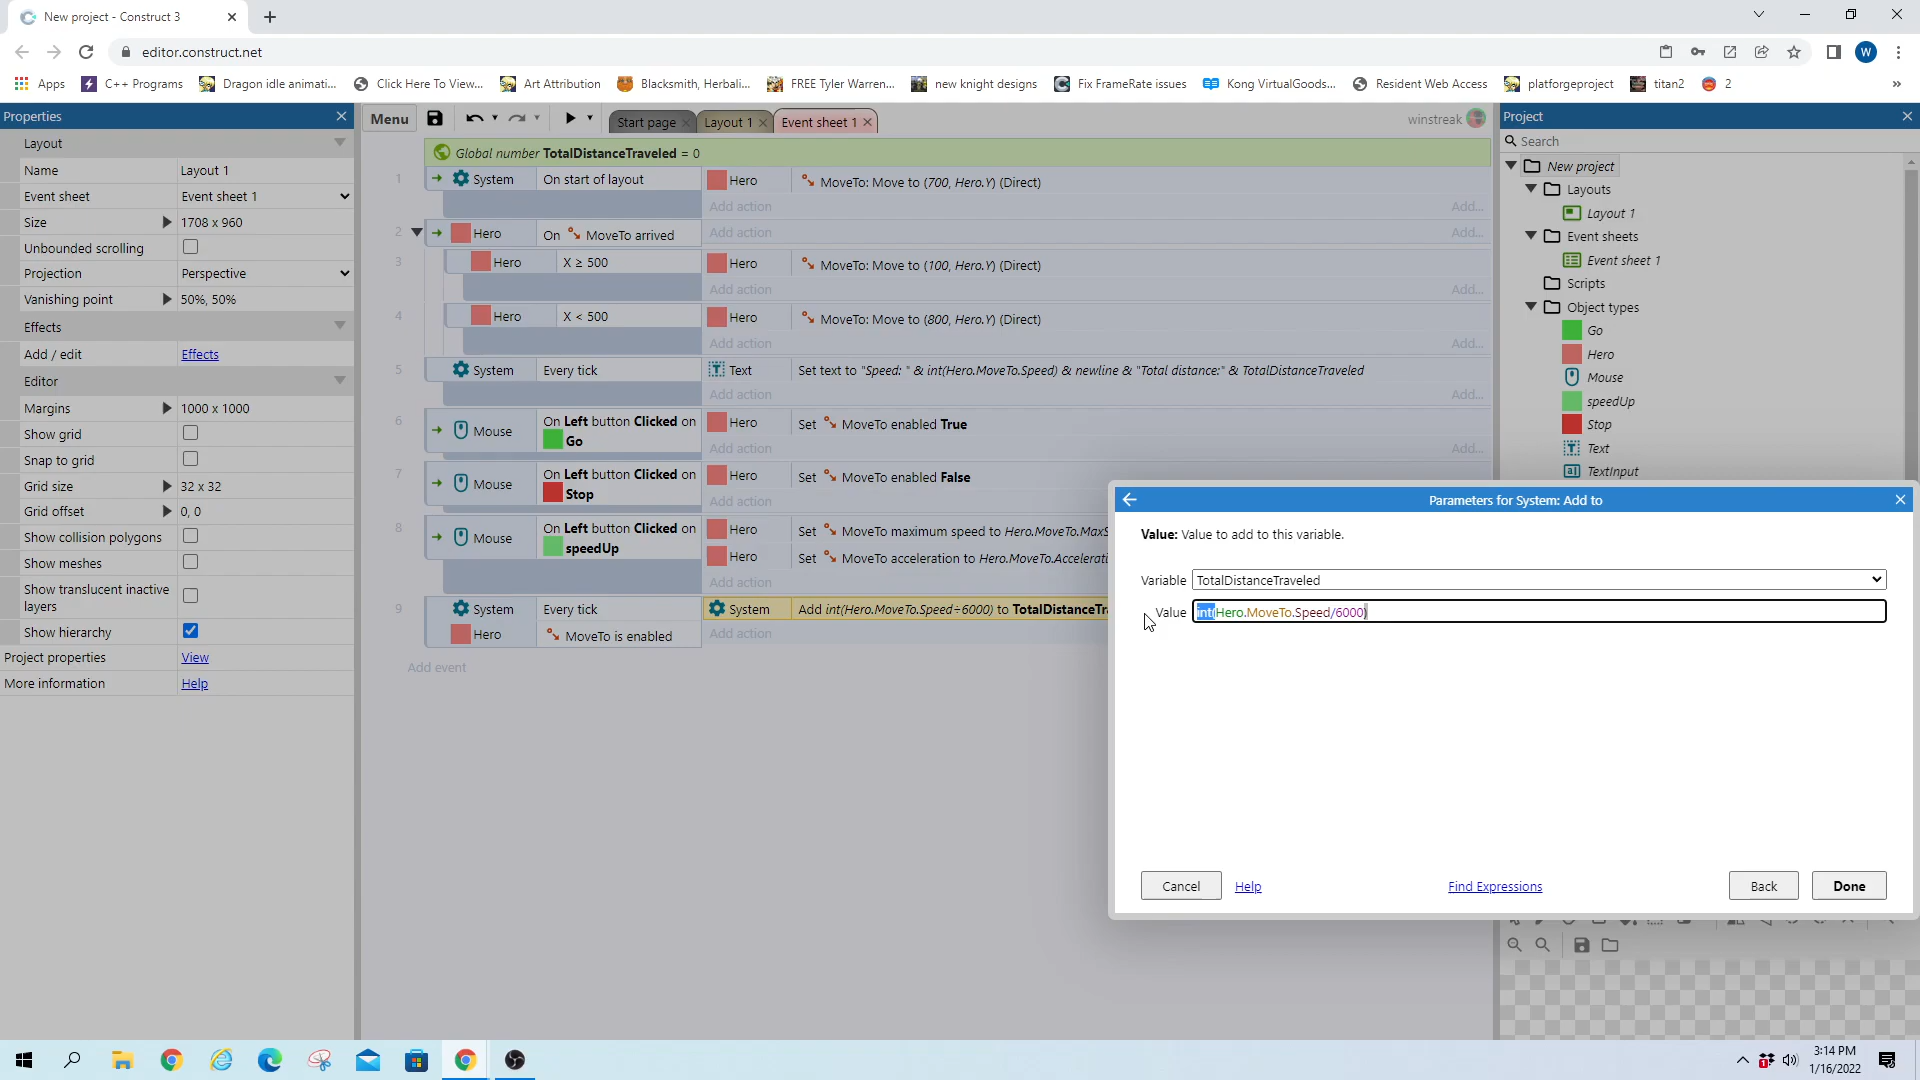 New project - Construct 3
editor.construct.net
W
Apps
C++ Programs
Dragon idle animati...
Click Here To View...
Art Attribution
Blacksmith, Herbali...
FREE Tyler Warren...
new knight designs
Fix FrameRate issues
Kong VirtualGoods...
Resident Web Access
platforgeproject
titan2
2
»
Properties
Menu
Start page
Layout 1
Event sheet 1
winstreak
Project
Layout
Name
Layout 1
Event sheet
Event sheet 1
Size
1708 x 960
Unbounded scrolling
Projection
Perspective
Vanishing point
50%, 50%
Effects
Add / edit
Effects
Editor
Margins
1000 x 1000
Show grid
Snap to grid
Grid size
32 x 32
Grid offset
0, 0
Show collision polygons
Show meshes
Show translucent inactive
layers
Show hierarchy
Project properties
View
More information
Help
Global number TotalDistanceTraveled = 0
1
System
On start of layout
Hero
MoveTo: Move to (700, Hero.Y) (Direct)
Add action
Add...
2
Hero
On MoveTo arrived
Add action
Add...
3
Hero
X ≥ 500
Hero
MoveTo: Move to (100, Hero.Y) (Direct)
Add action
Add...
4
Hero
X < 500
Hero
MoveTo: Move to (800, Hero.Y) (Direct)
Add action
Add...
5
System
Every tick
Text
Set text to "Speed: " & int(Hero.MoveTo.Speed) & newline & "Total distance:" & TotalDistanceTraveled
Add action
Add...
6
Mouse
On Left button Clicked on
Go
Hero
Set MoveTo enabled True
Add action
Add...
7
Mouse
On Left button Clicked on
Stop
Hero
Set MoveTo enabled False
Add action
8
Mouse
On Left button Clicked on
speedUp
Hero
Set MoveTo maximum speed to Hero.MoveTo.MaxS
Hero
Set MoveTo acceleration to Hero.MoveTo.Accelerati
Add action
9
System
Every tick
Hero
MoveTo is enabled
System
Add int(Hero.MoveTo.Speed÷6000) to TotalDistanceTra
Add action
Add event
Search
New project
Layouts
Layout 1
Event sheets
Event sheet 1
Scripts
Object types
Go
Hero
Mouse
speedUp
Stop
Text
TextInput
Parameters for System: Add to
Value: Value to add to this variable.
Variable
TotalDistanceTraveled
Value
int(Hero.MoveTo.Speed/6000)
Cancel
Help
Find Expressions
Back
Done
3:14 PM
1/16/2022